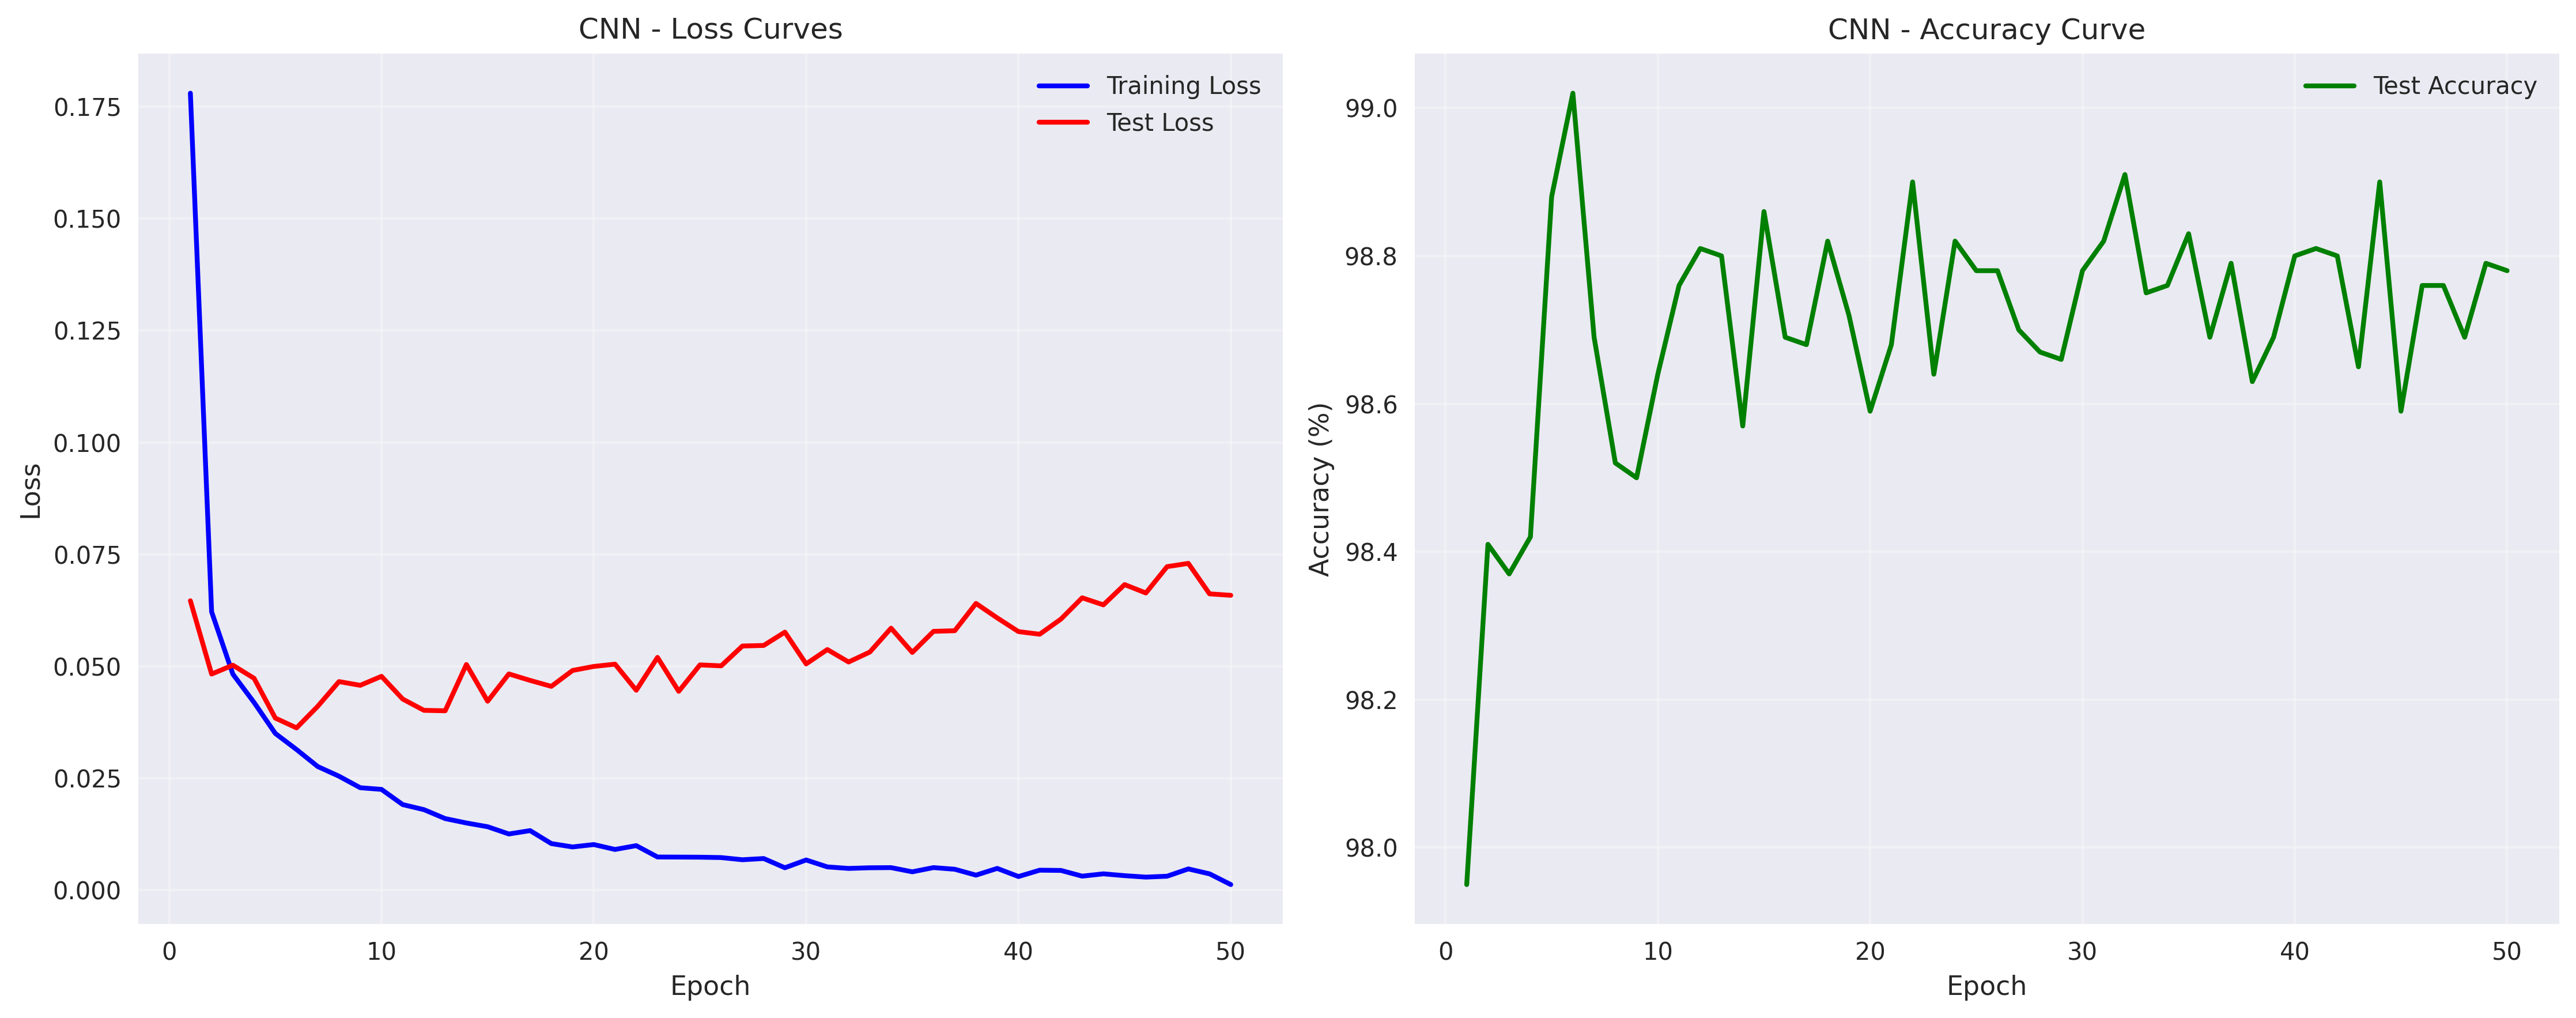 CNN - Loss Curves
Training Loss
Test Loss
Loss
0.175
0.150
0.125
0.100
0.075
0.050
0.025
0.000
0 10 20 30 40 50
Epoch
CNN - Accuracy Curve
Test Accuracy
Accuracy (%)
99.0
98.8
98.6
98.4
98.2
98.0
0 10 20 30 40 50
Epoch